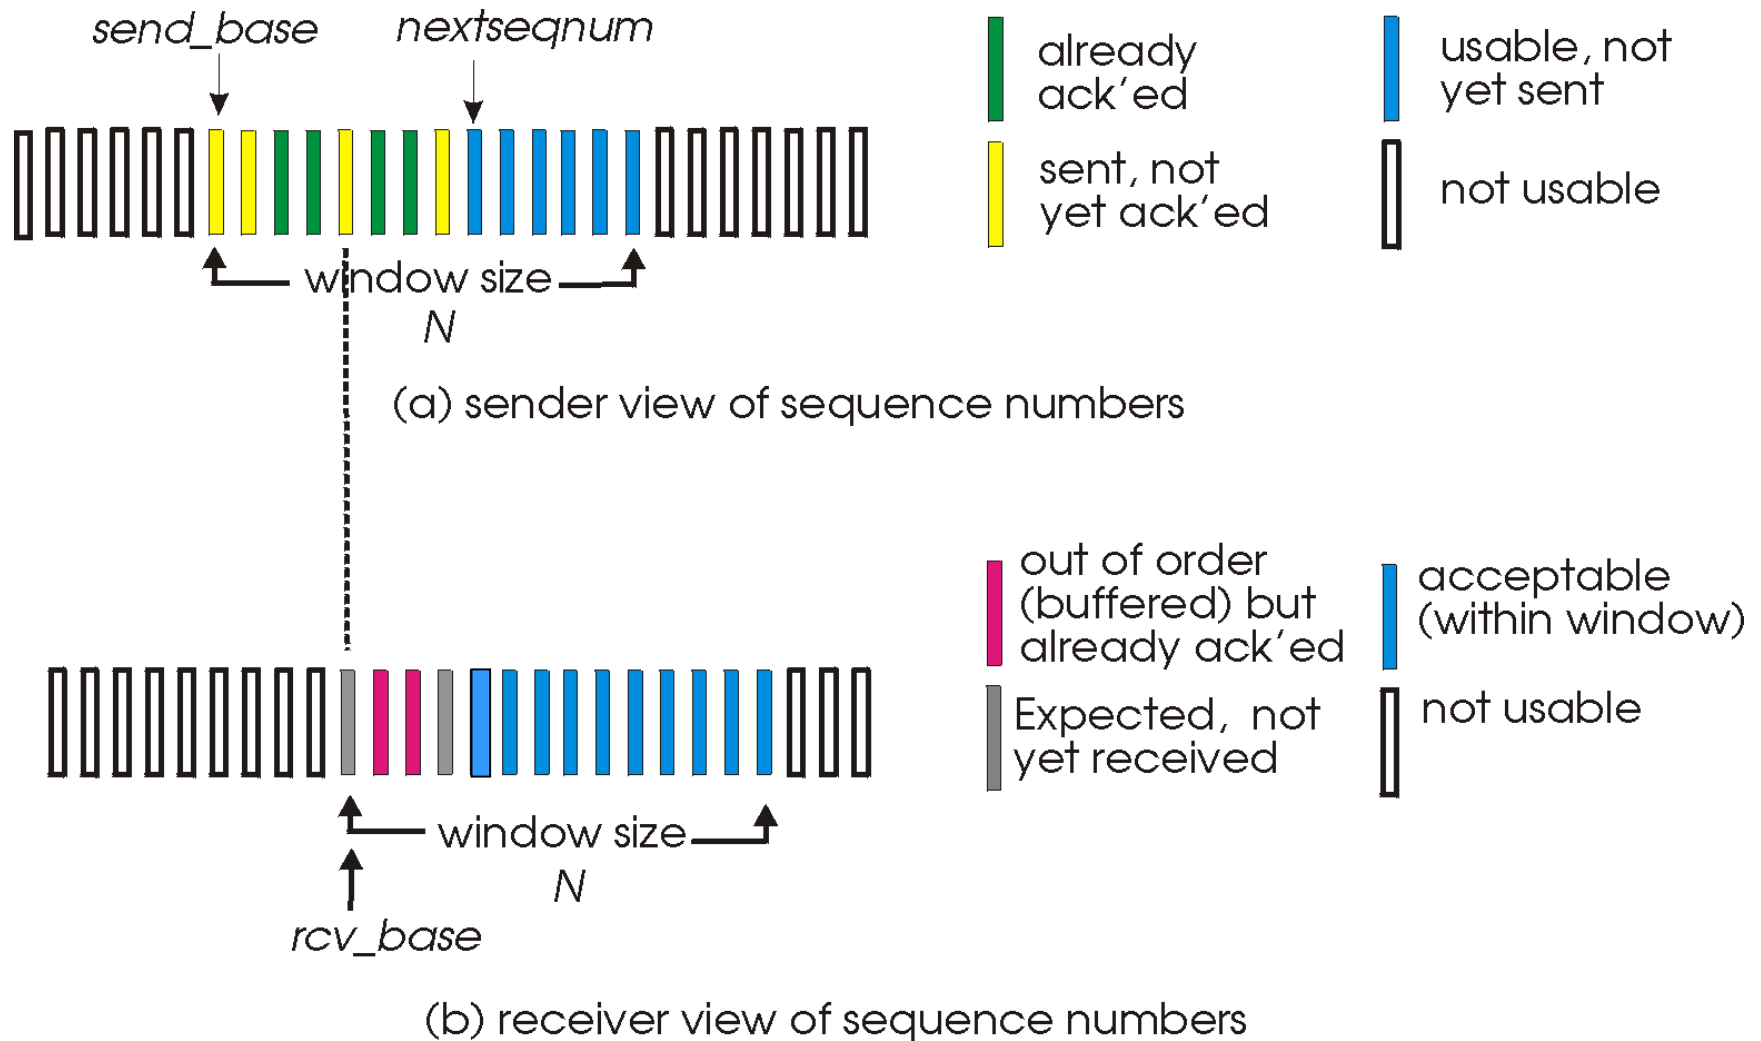 send_base
nextseqnum
already
ack'ed
usable, not
yet sent
sent, not
yet ack'ed
not usable
window size
N
(a) sender view of sequence numbers
out of order
(buffered) but
already ack'ed
acceptable
(within window)
Expected, not
yet received
not usable
window size
N
rcv_base
(b) receiver view of sequence numbers